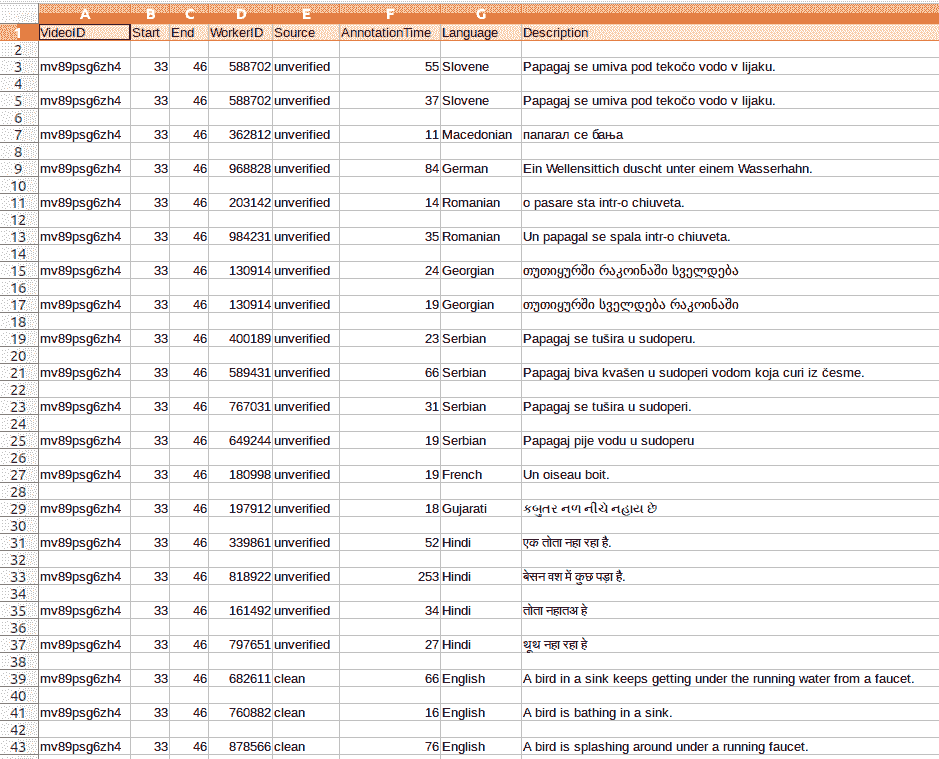 A B C D E F G
1 VideoID Start End WorkerID Source AnnotationTime Language Description
2
3 mv89psg6zh4 33 46 588702 unverified 55 Slovene Papagaj se umiva pod tekočo vodo v lijaku.
4
5 mv89psg6zh4 33 46 588702 unverified 37 Slovene Papagaj se umiva pod tekočo vodo v lijaku.
6
7 mv89psg6zh4 33 46 362812 unverified 11 Macedonian папагал се бања
8
9 mv89psg6zh4 33 46 968828 unverified 84 German Ein Wellensittich duscht unter einem Wasserhahn.
10
11 mv89psg6zh4 33 46 203142 unverified 14 Romanian o pasare sta intr-o chiuveta.
12
13 mv89psg6zh4 33 46 984231 unverified 35 Romanian Un papagal se spala intr-o chiuveta.
14
15 mv89psg6zh4 33 46 130914 unverified 24 Georgian თუთიყურში რაკოინაში სველდება
16
17 mv89psg6zh4 33 46 130914 unverified 19 Georgian თუთიყურში სველდება რაკოინაში
18
19 mv89psg6zh4 33 46 400189 unverified 23 Serbian Papagaj se tušira u sudoperu.
20
21 mv89psg6zh4 33 46 589431 unverified 66 Serbian Papagaj biva kvašen u sudoperi vodom koja curi iz česme.
22
23 mv89psg6zh4 33 46 767031 unverified 31 Serbian Papagaj se tušira u sudoperi.
24
25 mv89psg6zh4 33 46 649244 unverified 19 Serbian Papagaj pije vodu u sudoperu
26
27 mv89psg6zh4 33 46 180998 unverified 19 French Un oiseau boit.
28
29 mv89psg6zh4 33 46 197912 unverified 18 Gujarati કબુતર નળ નીચે નહાય છે
30
31 mv89psg6zh4 33 46 339861 unverified 52 Hindi एक तोता नहा रहा है.
32
33 mv89psg6zh4 33 46 818922 unverified 253 Hindi बेसन वश में कुछ पड़ा है.
34
35 mv89psg6zh4 33 46 161492 unverified 34 Hindi तोता नहातअ हे
36
37 mv89psg6zh4 33 46 797651 unverified 27 Hindi थूथ नहा रहा हे
38
39 mv89psg6zh4 33 46 682611 clean 66 English A bird in a sink keeps getting under the running water from a faucet.
40
41 mv89psg6zh4 33 46 760882 clean 16 English A bird is bathing in a sink.
42
43 mv89psg6zh4 33 46 878566 clean 76 English A bird is splashing around under a running faucet.